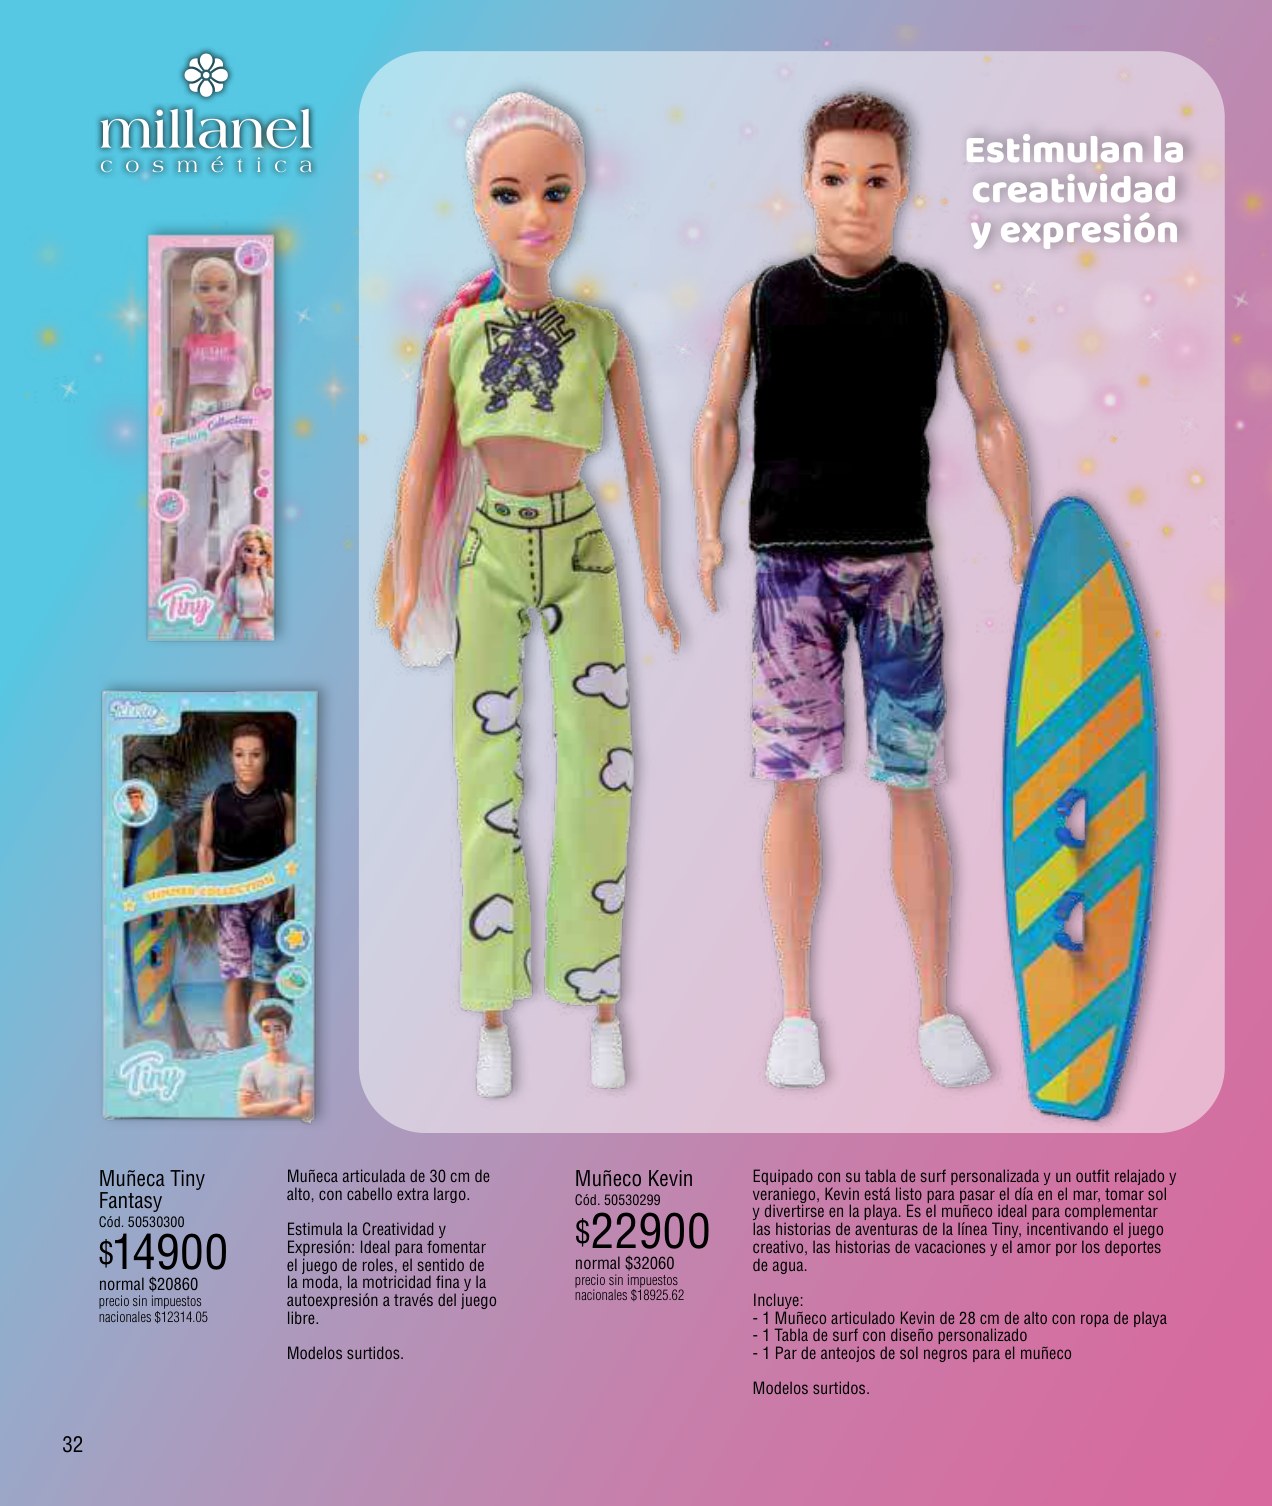 millanel
cosmética
Estimulan la
creatividad
y expresión
Fantasy Collection
Tiny
Kevin
SUMMER COLLECTION
Tiny
Muñeca Tiny
Fantasy
Cód. 50530300
$14900
normal $20860
precio sin impuestos
nacionales $12314.05
Muñeca articulada de 30 cm de
alto, con cabello extra largo.
Estimula la Creatividad y
Expresión: Ideal para fomentar
el juego de roles, el sentido de
la moda, la motricidad fina y la
autoexpresión a través del juego
libre.
Modelos surtidos.
Muñeco Kevin
Cód. 50530299
$22900
normal $32060
precio sin impuestos
nacionales $18925.62
Equipado con su tabla de surf personalizada y un outfit relajado y
veraniego, Kevin está listo para pasar el día en el mar, tomar sol
y divertirse en la playa. Es el muñeco ideal para complementar
las historias de aventuras de la línea Tiny, incentivando el juego
creativo, las historias de vacaciones y el amor por los deportes
de agua.
Incluye:
- 1 Muñeco articulado Kevin de 28 cm de alto con ropa de playa
- 1 Tabla de surf con diseño personalizado
- 1 Par de anteojos de sol negros para el muñeco
Modelos surtidos.
32